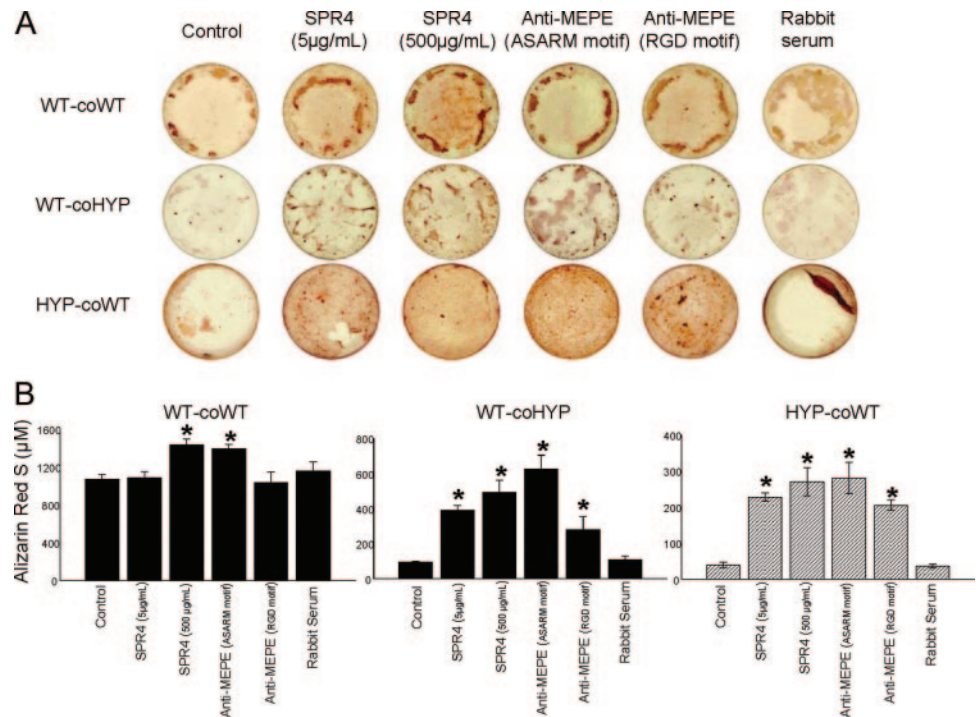 A
Control
SPR4
(5µg/mL)
SPR4
(500µg/mL)
Anti-MEPE
(ASARM motif)
Anti-MEPE
(RGD motif)
Rabbit
serum
WT-coWT
WT-coHYP
HYP-coWT
B
WT-coWT
WT-coHYP
HYP-coWT
Alizarin Red S (µM)
1600
1200
800
400
0
* *
Control
SPR4 (5µg/mL)
SPR4 (500 µg/mL)
Anti-MEPE (ASARM motif)
Anti-MEPE (RGD motif)
Rabbit Serum
800
600
400
200
0
* * * *
Control
SPR4 (5µg/mL)
SPR4 (500 µg/mL)
Anti-MEPE (ASARM motif)
Anti-MEPE (RGD motif)
Rabbit Serum
400
300
200
100
0
* * * *
Control
SPR4 (5µg/mL)
SPR4 (500 µg/mL)
Anti-MEPE (ASARM motif)
Anti-MEPE (RGD motif)
Rabbit Serum